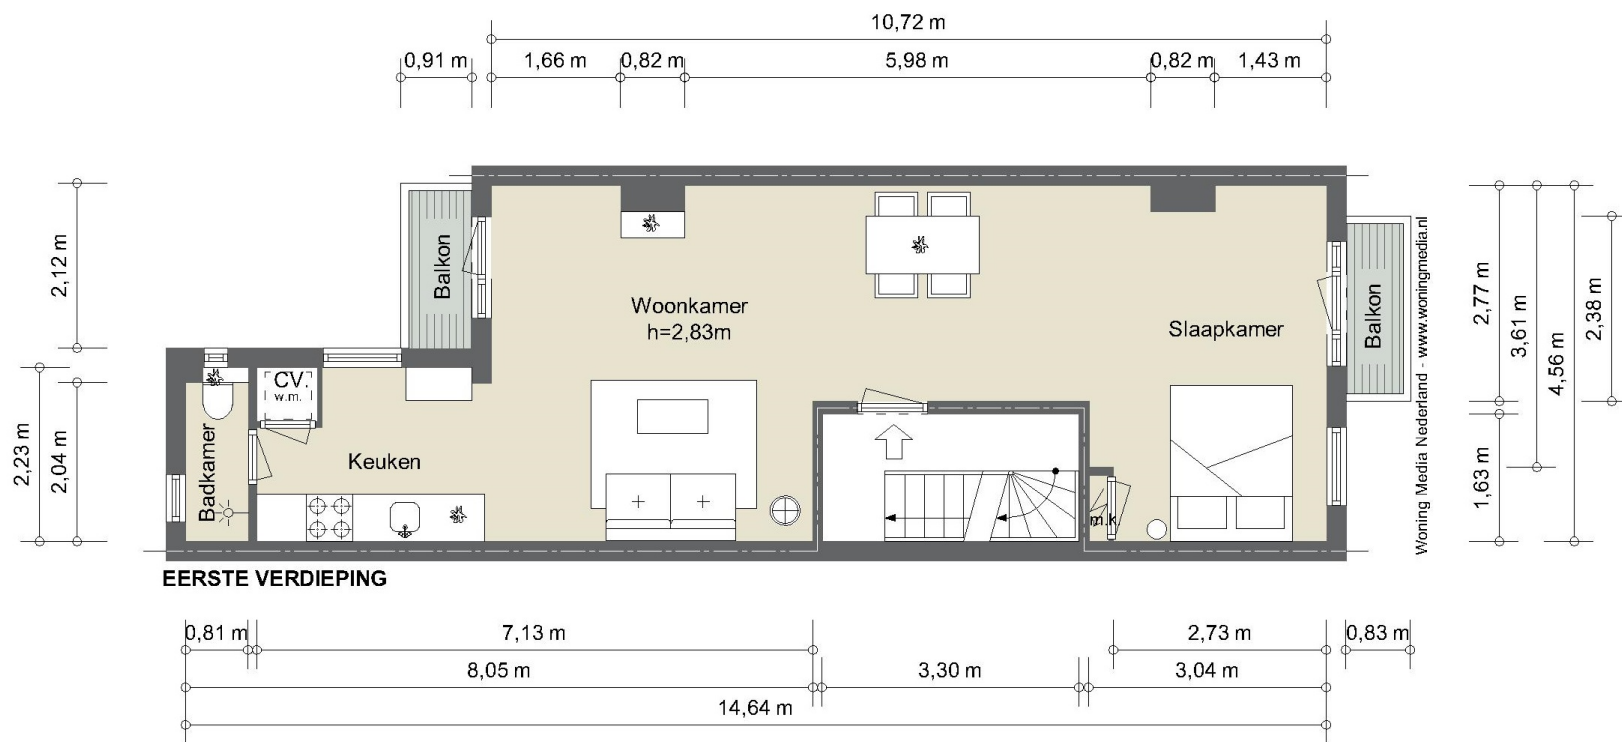 10,72 m
0,91 m
1,66 m
0,82 m
5,98 m
0,82 m
1,43 m
2,12 m
2,23 m
2,04 m
Balkon
Woonkamer
h=2,83m
Slaapkamer
Balkon
CV.
w.m.
Keuken
Badkamer
m.k.
2,77 m
3,61 m
4,56 m
2,38 m
1,63 m
Woning Media Nederland - www.woningmedia.nl
EERSTE VERDIEPING
0,81 m
7,13 m
2,73 m
0,83 m
8,05 m
3,30 m
3,04 m
14,64 m